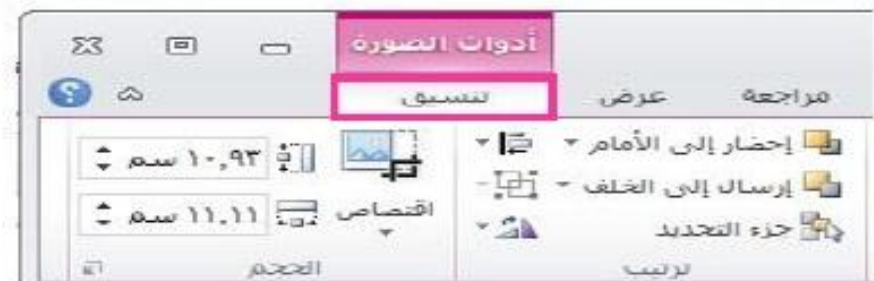 أدوات الصورة
مراجعة عرض تنسيق
إحضار إلى الأمام ١٠,٩٣ سم
إرسال إلى الخلف
جزء التحديد اقتصاص ١١,١١ سم
ترتيب الحجم